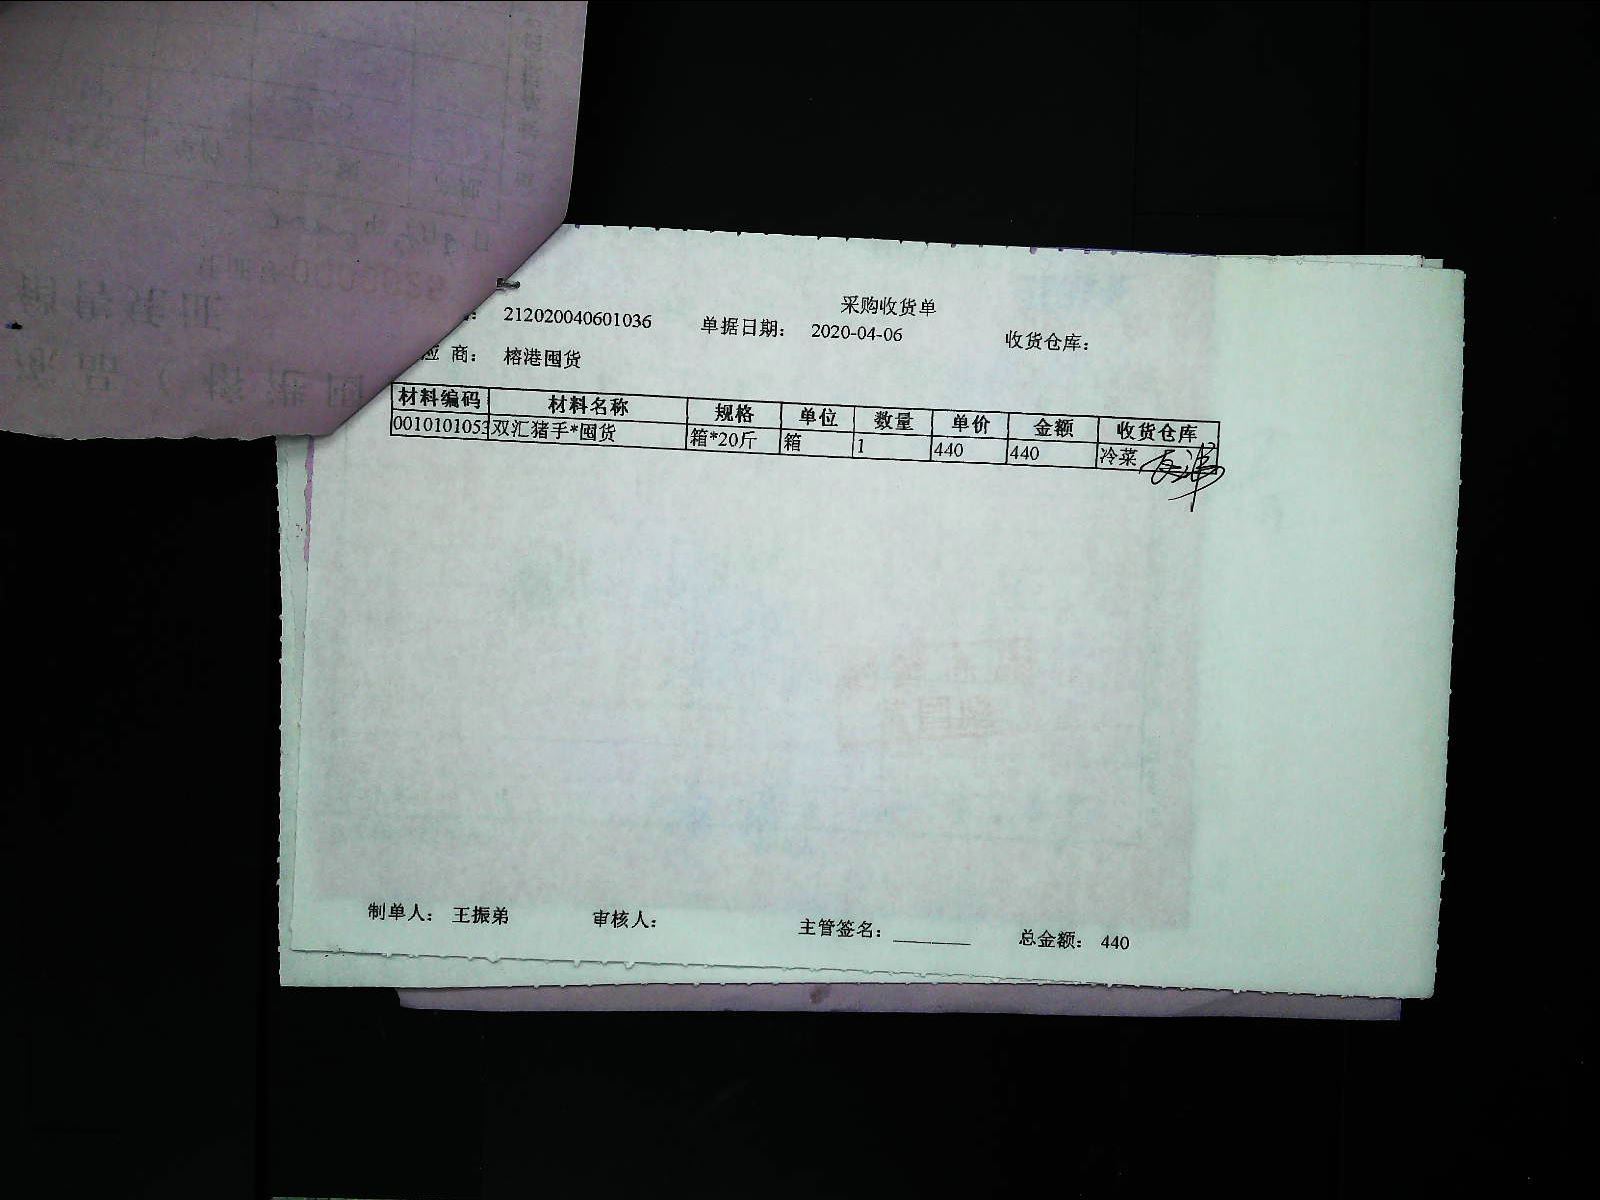 采购收货单
212020040601036 单据日期: 2020-04-06 收货仓库:
应 商: 榕港囤货
材料编码 材料名称 规格 单位 数量 单价 金额 收货仓库
0010101053 双汇猪手*囤货 箱*20斤 箱 1 440 440 冷菜
制单人: 王振弟 审核人: 主管签名: 总金额: 440